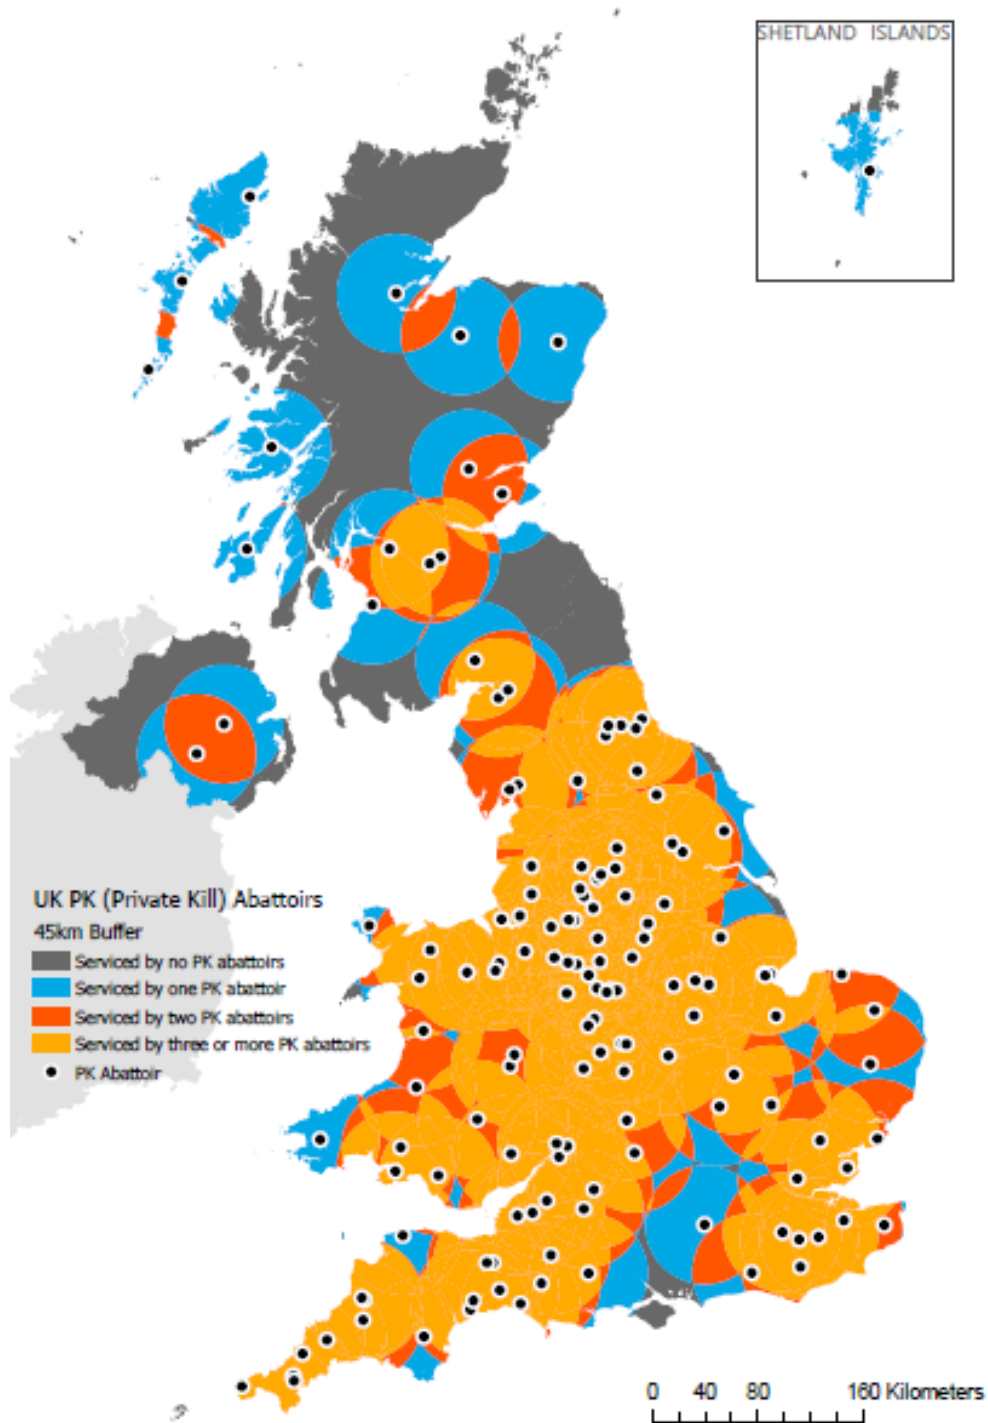 SHETLAND ISLANDS
UK PK (Private Kill) Abattoirs
45km Buffer
Serviced by no PK abattoirs
Serviced by one PK abattoir
Serviced by two PK abattoirs
Serviced by three or more PK abattoirs
PK Abattoir
0 40 80 160 Kilometers